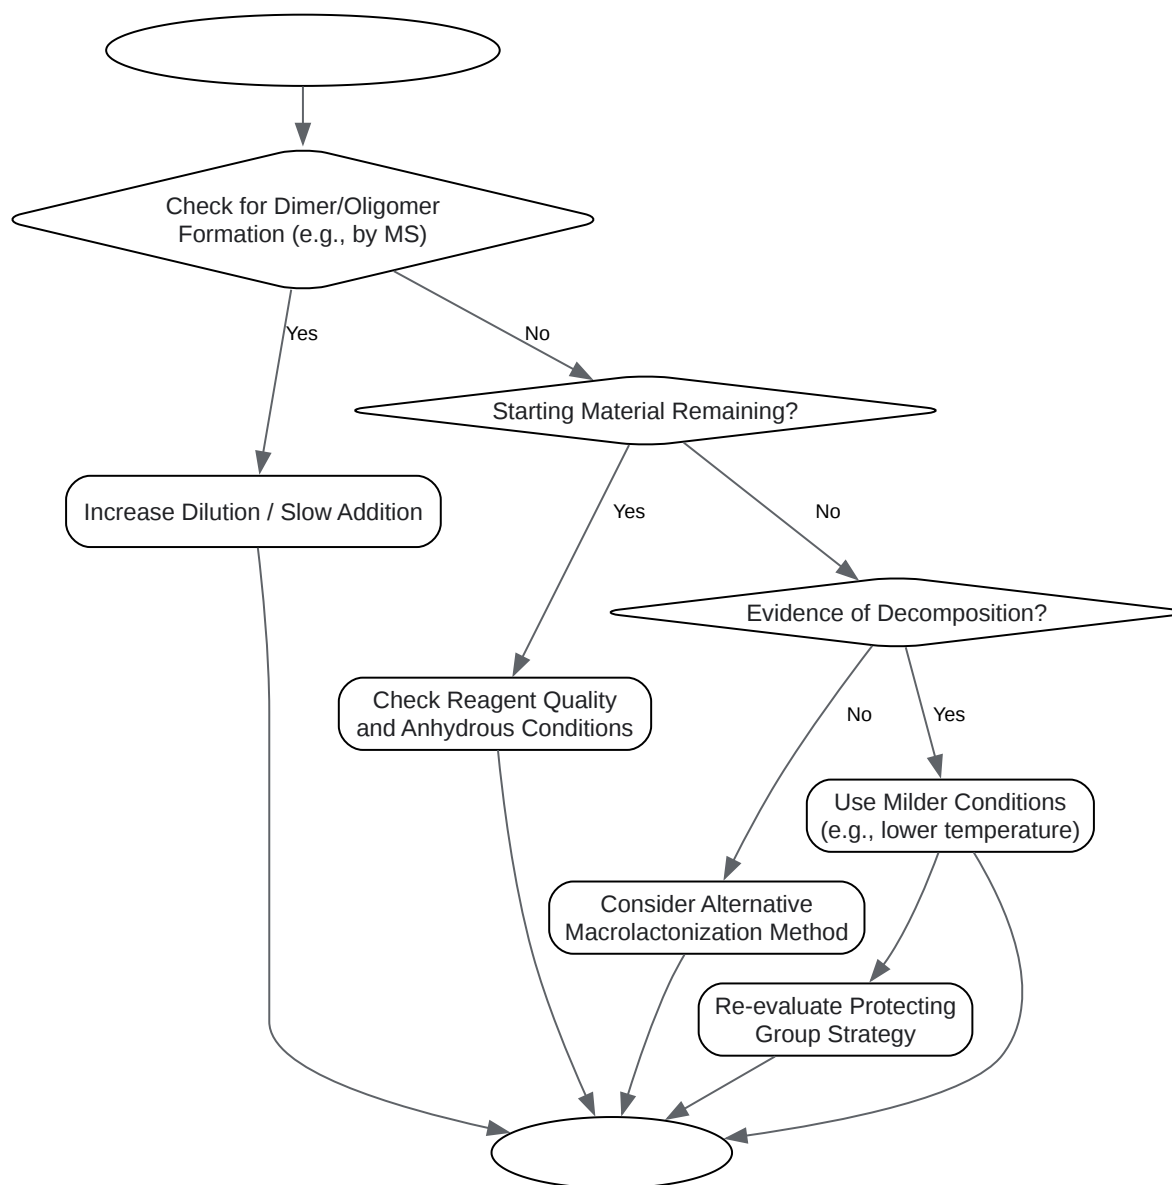 Check for Dimer/Oligomer
Formation (e.g., by MS)
Yes
No
Starting Material Remaining?
Increase Dilution / Slow Addition
Yes
No
Evidence of Decomposition?
Check Reagent Quality
and Anhydrous Conditions
No
Yes
Use Milder Conditions
(e.g., lower temperature)
Consider Alternative
Macrolactonization Method
Re-evaluate Protecting
Group Strategy